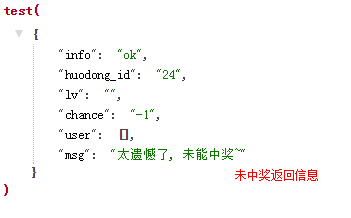 test(
{
"info": "ok",
"huodong_id": "24",
"lv": "",
"chance": "-1",
"user": [],
"msg": "太遗憾了, 未能中奖~"
}
未中奖返回信息
)